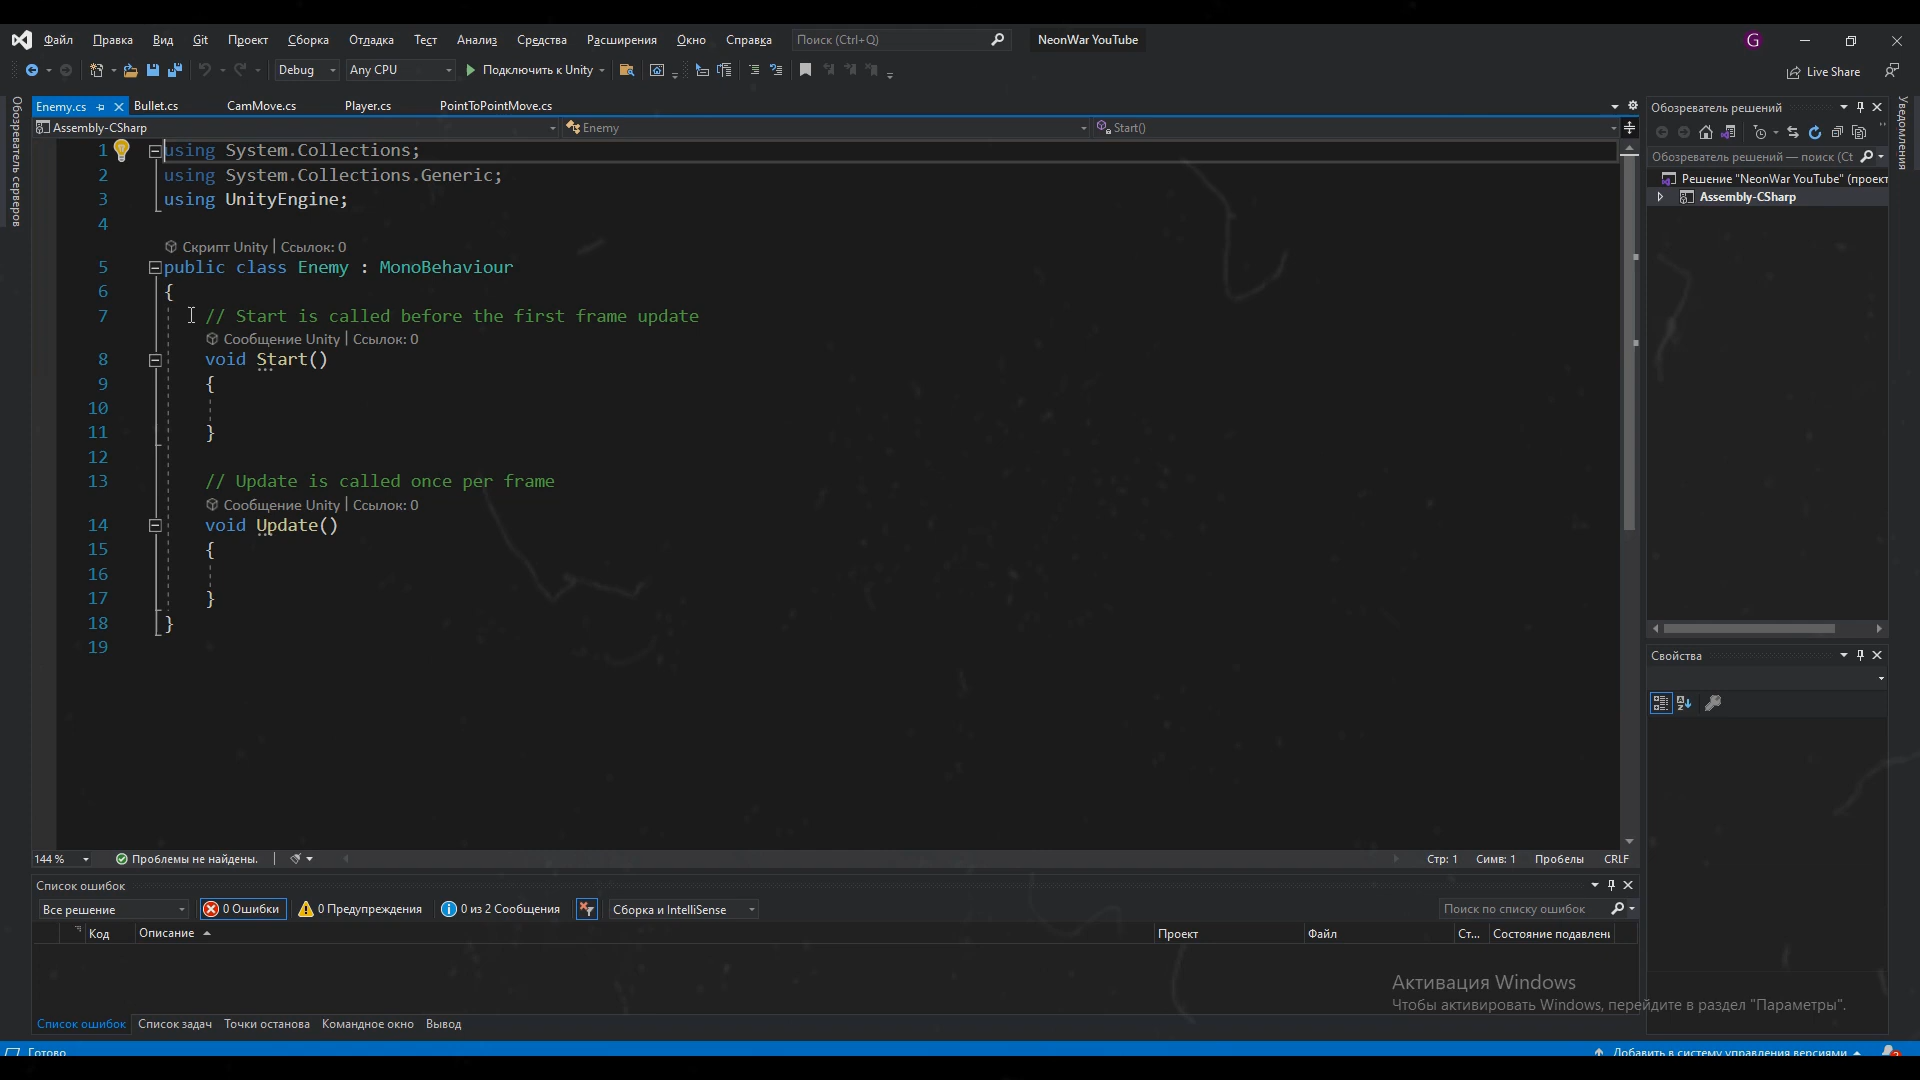 Файл Правка Вид Git Проект Сборка Отладка Тест Анализ Средства Расширения Окно Справка Поиск (Ctrl+Q) NeonWar YouTube G
Debug Any CPU Подключить к Unity Live Share
Обозреватель серверов
Enemy.cs Bullet.cs CamMove.cs Player.cs PointToPointMove.cs
Assembly-CSharp Enemy Start()
1 using System.Collections;
2 using System.Collections.Generic;
3 using UnityEngine;
4
Скрипт Unity | Ссылок: 0
5 public class Enemy : MonoBehaviour
6 {
7 // Start is called before the first frame update
Сообщение Unity | Ссылок: 0
8 void Start()
9 {
10
11 }
12
13 // Update is called once per frame
Сообщение Unity | Ссылок: 0
14 void Update()
15 {
16
17 }
18 }
19
144 % Проблемы не найдены. Стр: 1 Симв: 1 Пробелы CRLF
Список ошибок
Все решение 0 Ошибки 0 Предупреждения 0 из 2 Сообщения Сборка и IntelliSense Поиск по списку ошибок
Код Описание Проект Файл Ст... Состояние подавлени
Список ошибок Список задач Точки останова Командное окно Вывод
Обозреватель решений
Обозреватель решений — поиск (Ct
Решение "NeonWar YouTube" (проект
Assembly-CSharp
Свойства
Уведомления
Активация Windows
Чтобы активировать Windows, перейдите в раздел "Параметры".
Готово Добавить в систему управления версиями 2